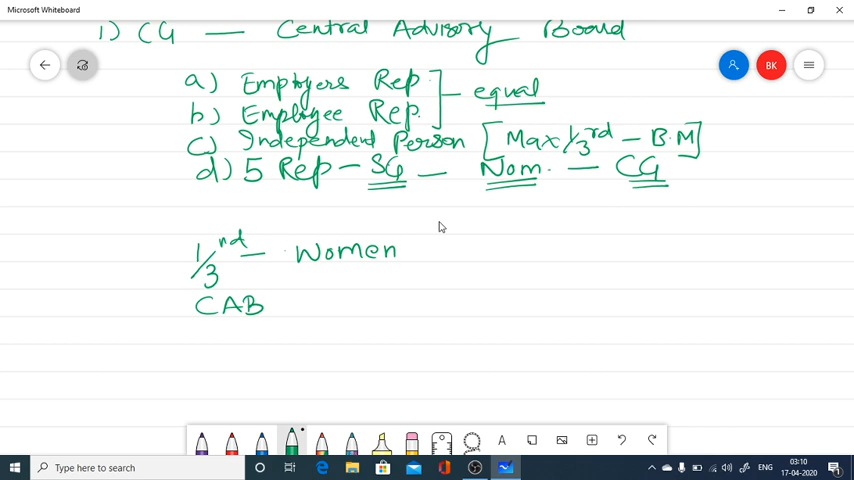 Microsoft Whiteboard
1) CG — Central Advisory Board
a) Employers Rep
b) Employee Rep. — equal
c) Independent Person [Max 1/3rd — B.M]
d) 5 Rep — SG — Nom. — CG
1/3nd — Women
CAB
BK
A
Type here to search
ENG
03:10
17-04-2020